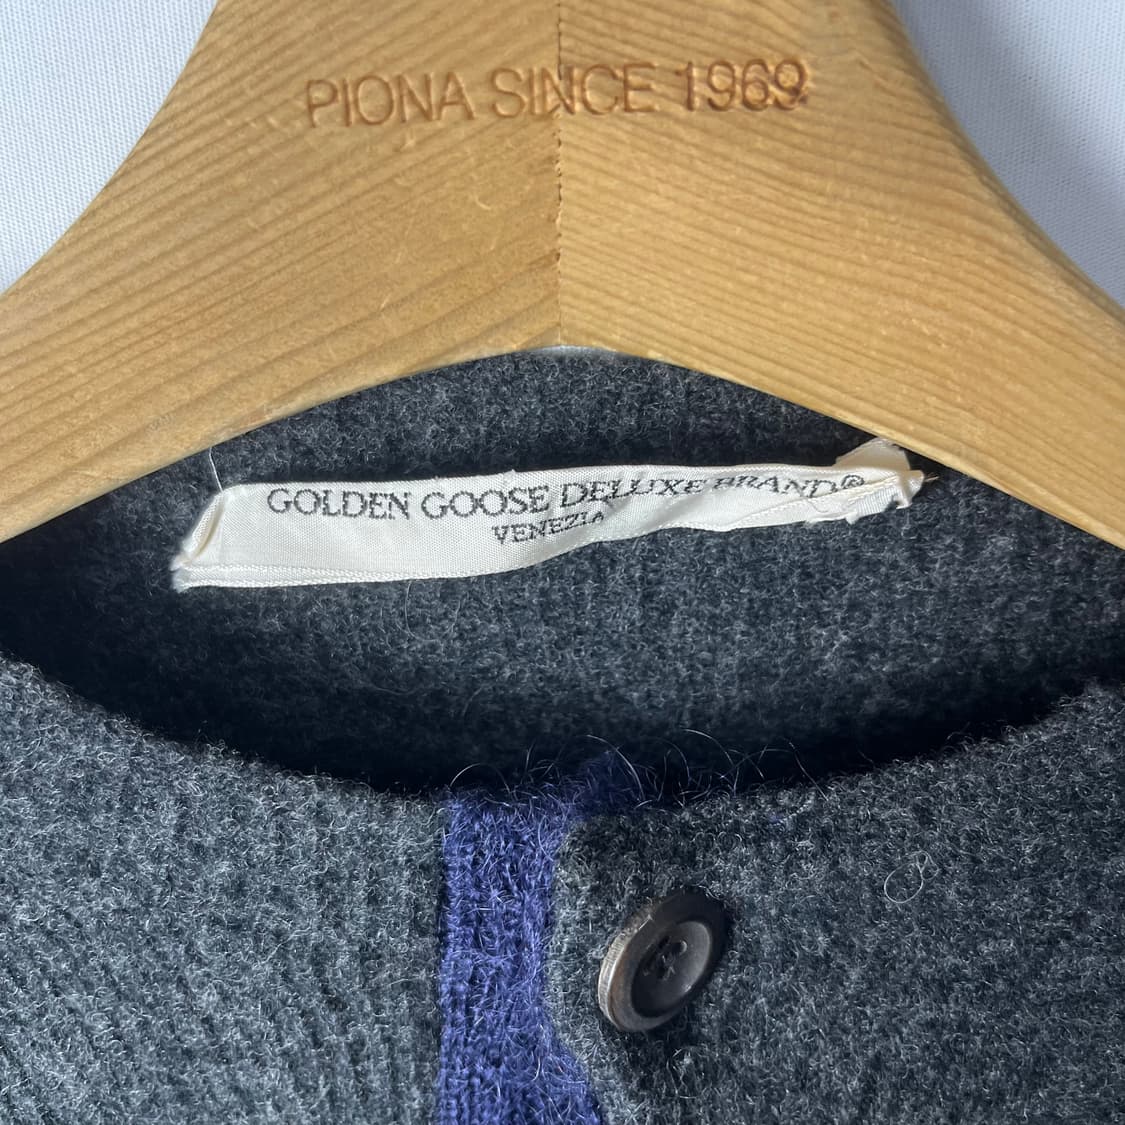 PIONA SINCE 1969
GOLDEN GOOSE DELUXE BRAND®
VENEZIA